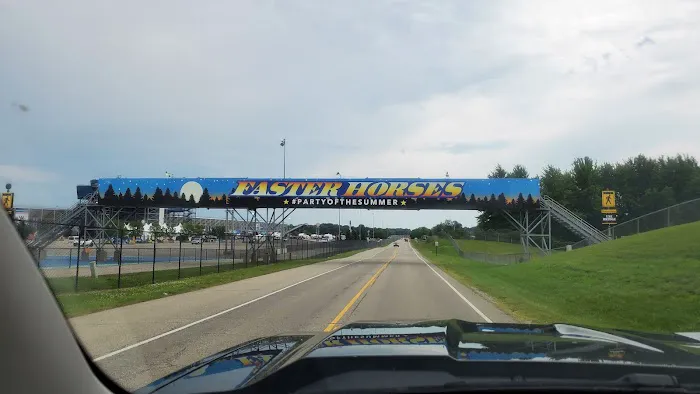 FASTER HORSES
★ #PARTYOFTHESUMMER ★